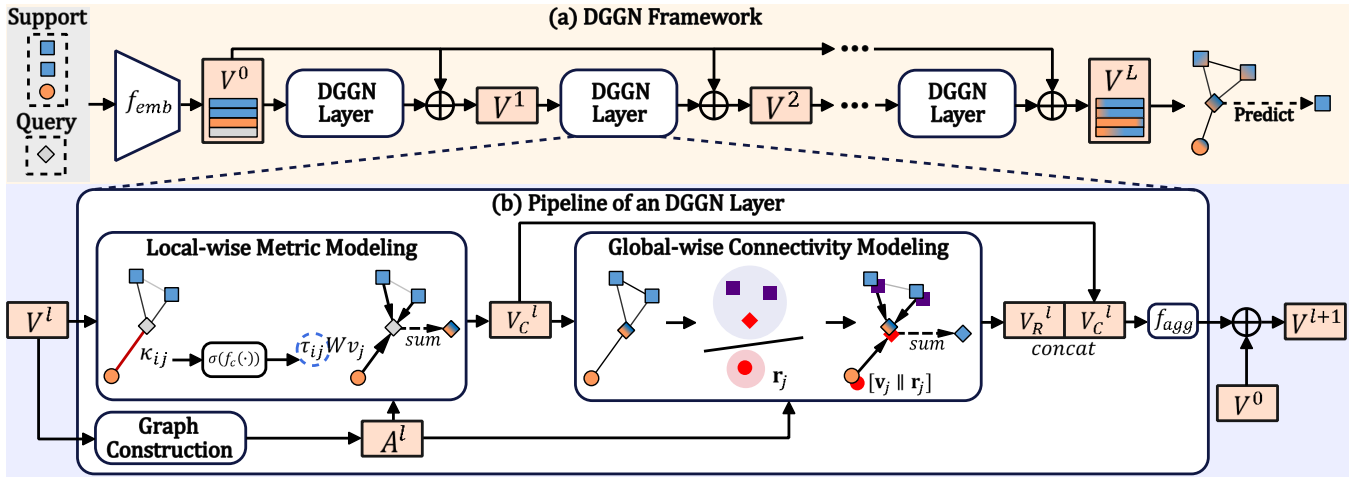 Support
(a) DGGN Framework
Query
f_emb
V^0
DGGN
Layer
V^1
DGGN
Layer
V^2
DGGN
Layer
V^L
Predict
(b) Pipeline of an DGGN Layer
Local-wise Metric Modeling
Global-wise Connectivity Modeling
V^l
κ_ij
σ(f_c(·))
τ_ij W v_j
sum
V_C^l
r_j
sum
[v_j ∥ r_j]
V_R^l
V_C^l
concat
f_agg
V^{l+1}
V^0
Graph
Construction
A^l